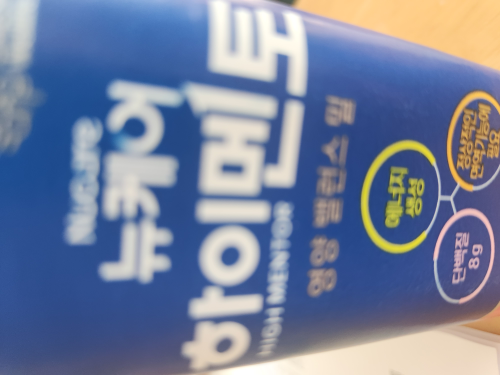 NuCare
뉴케어
하이멘토
HIGH MENTOR
영양 밸런스 밀
에너지
생성
정상적인
면역기능에
필요
단백질
8g